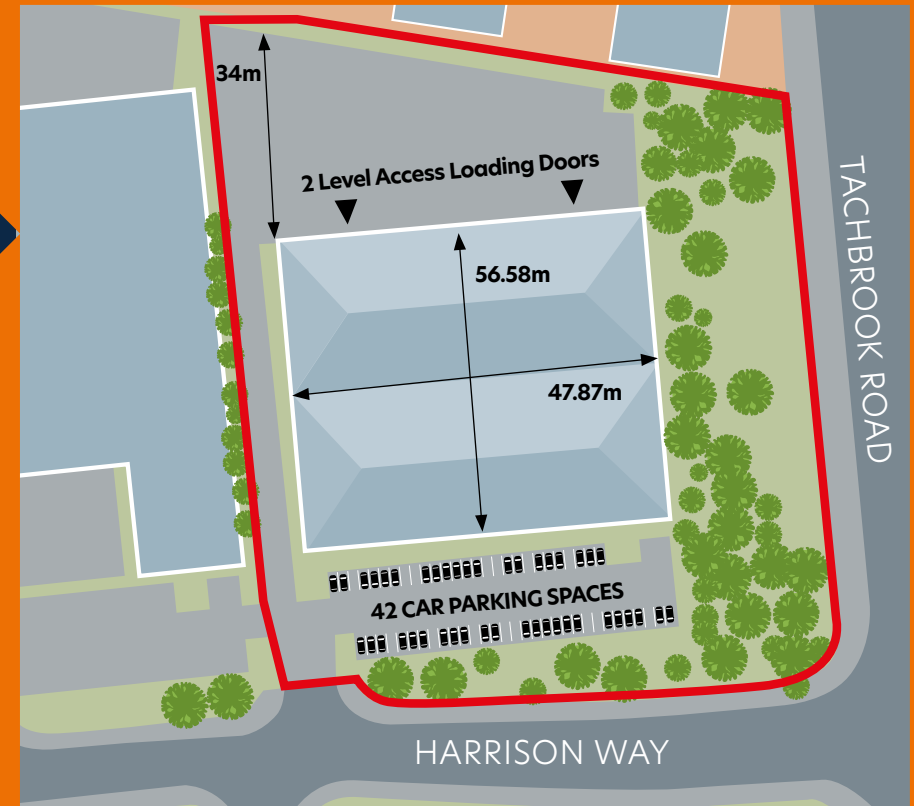 34m
2 Level Access Loading Doors
56.58m
47.87m
TACHBROOK ROAD
42 CAR PARKING SPACES
HARRISON WAY